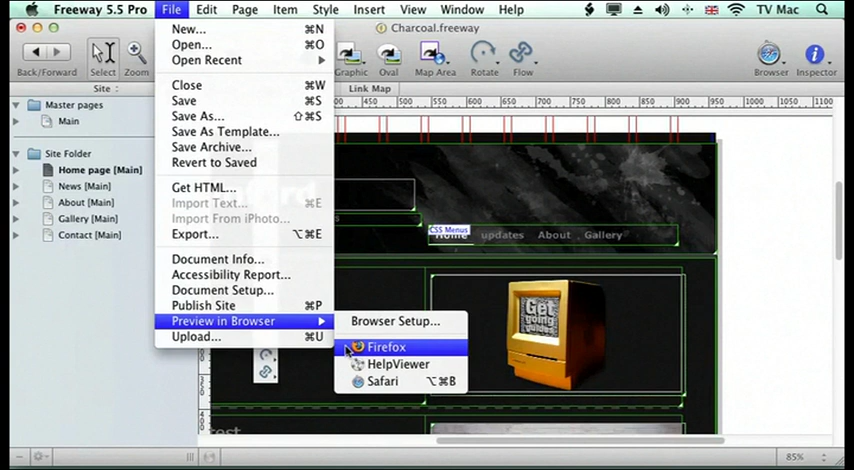 Freeway 5.5 Pro File Edit Page Item Style Insert Window Help TV Mac
Charcoal.freeway
Back/Forward Select Zoom Graphic Oval Map Area Rotate Flow Browser Inspector
Site : Link Map
400 450 500 550 600 650 700 750 800 850 900 950 1000 1050 1100
Master pages
Main
Site Folder
Home page [Main]
News [Main]
About [Main]
Gallery [Main]
Contact [Main]
New... ⌘N
Open... ⌘O
Open Recent
Close ⌘W
Save ⌘S
Save As... ⇧⌘S
Save As Template...
Save Archive...
Revert to Saved
Get HTML...
Import Text... ⌘E
Import From iPhoto...
Export... ⌥⌘E
Document Info...
Accessibility Report...
Document Setup...
Publish Site ⌘P
Preview in Browser
Upload... ⌘U
Browser Setup...
Firefox
HelpViewer
Safari ⌥⌘B
CSS Menus
Home updates About Gallery
Get
going
guides
test
85%